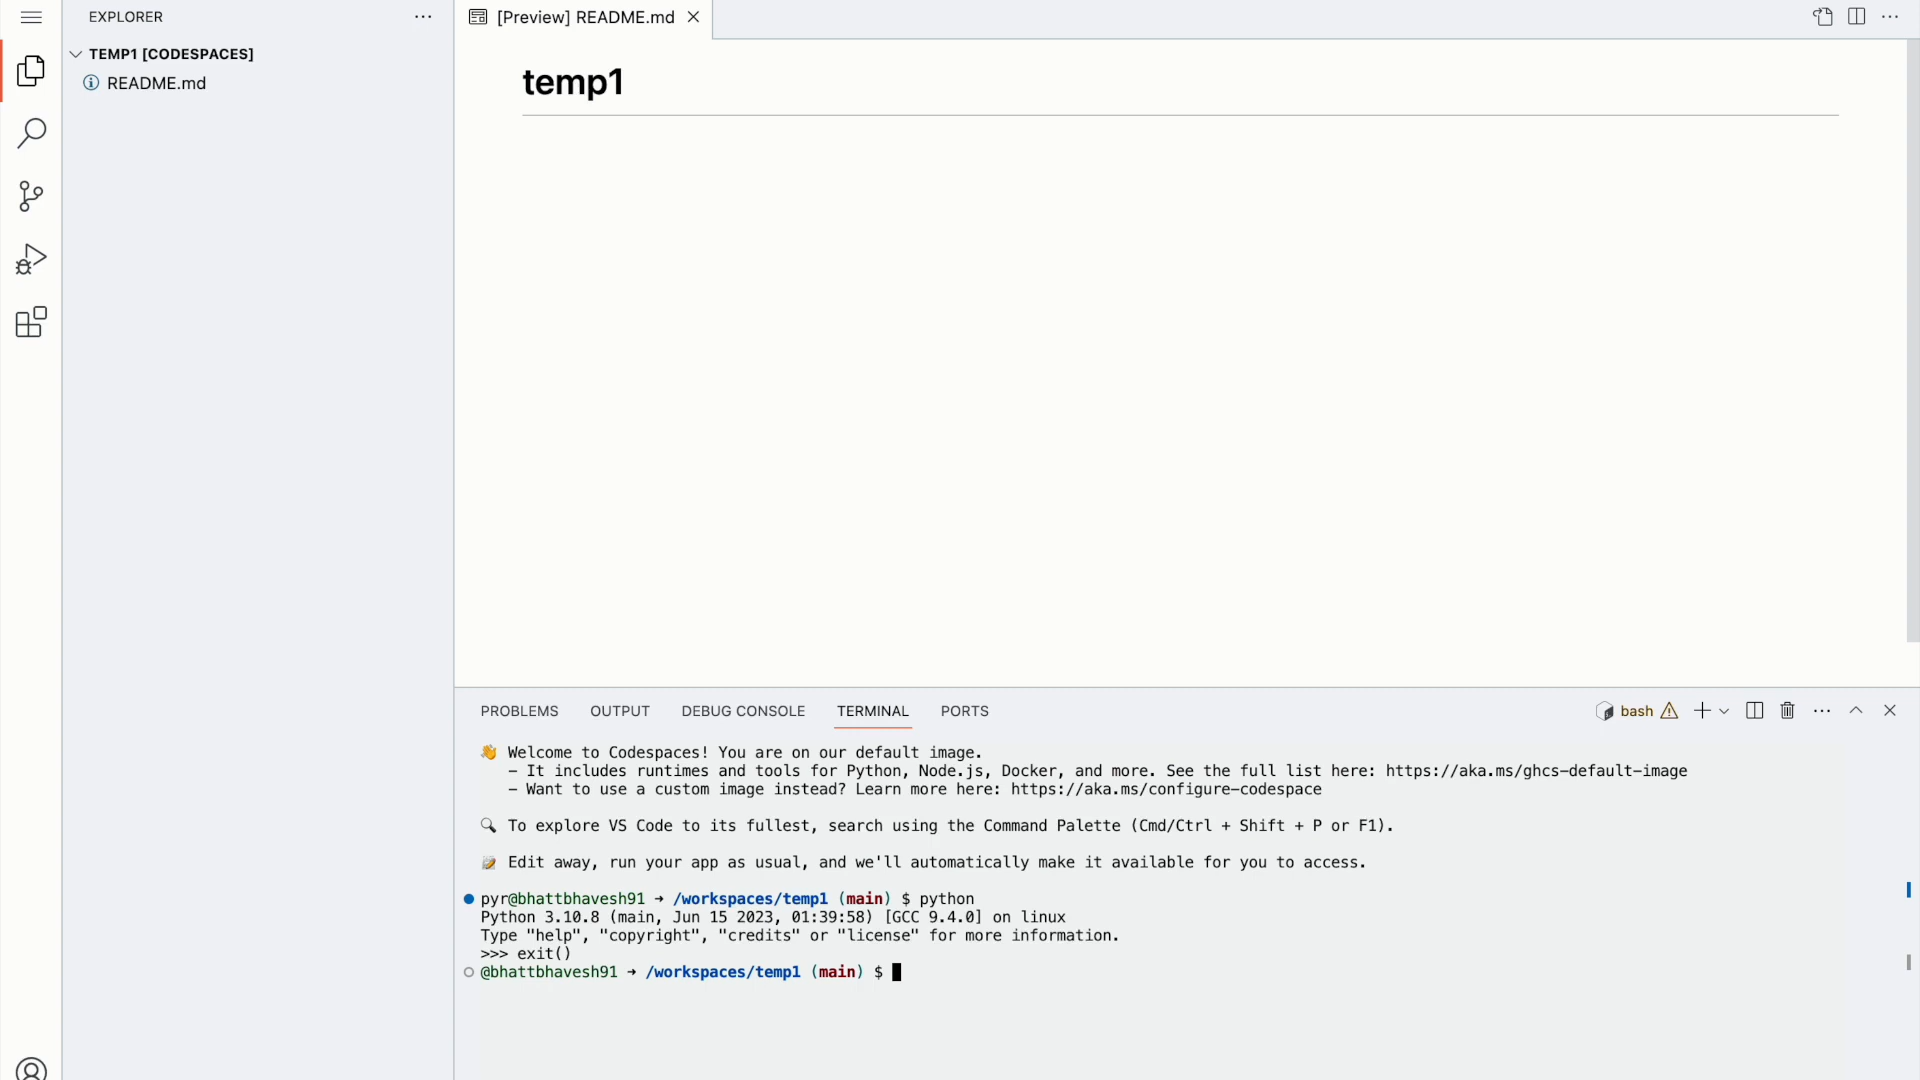 EXPLORER
TEMP1 [CODESPACES]
README.md
[Preview] README.md
temp1
PROBLEMS OUTPUT DEBUG CONSOLE TERMINAL PORTS
bash
👋 Welcome to Codespaces! You are on our default image.
- It includes runtimes and tools for Python, Node.js, Docker, and more. See the full list here: https://aka.ms/ghcs-default-image
- Want to use a custom image instead? Learn more here: https://aka.ms/configure-codespace
🔍 To explore VS Code to its fullest, search using the Command Palette (Cmd/Ctrl + Shift + P or F1).
📝 Edit away, run your app as usual, and we'll automatically make it available for you to access.
pyr@bhattbhavesh91 → /workspaces/temp1 (main) $ python
Python 3.10.8 (main, Jun 15 2023, 01:39:58) [GCC 9.4.0] on linux
Type "help", "copyright", "credits" or "license" for more information.
>>> exit()
@bhattbhavesh91 → /workspaces/temp1 (main) $